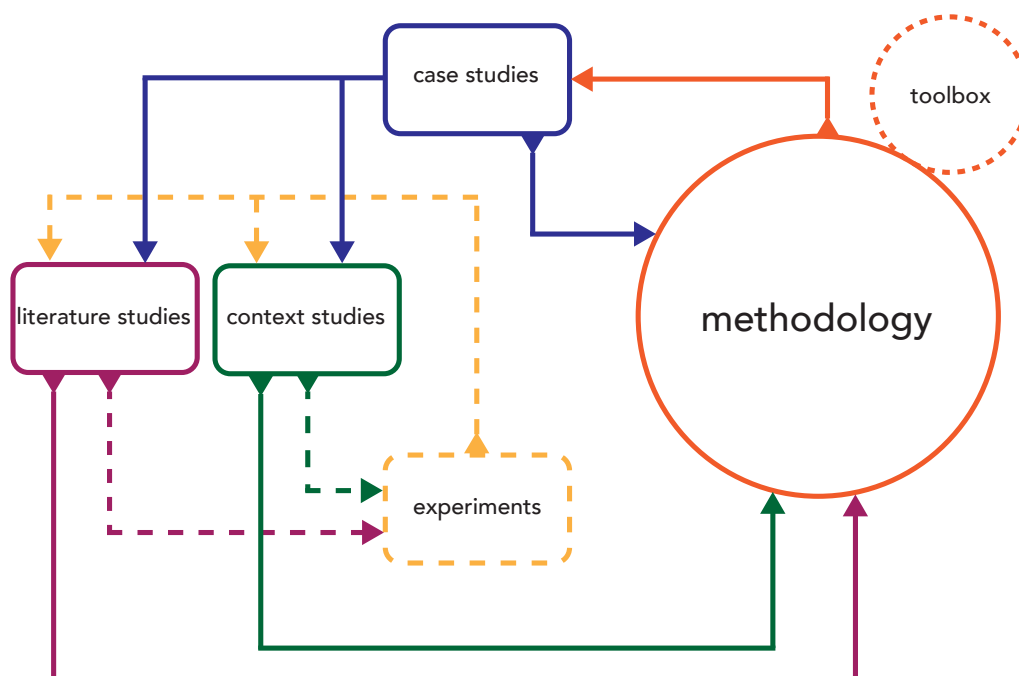 case studies
toolbox
literature studies
context studies
methodology
experiments